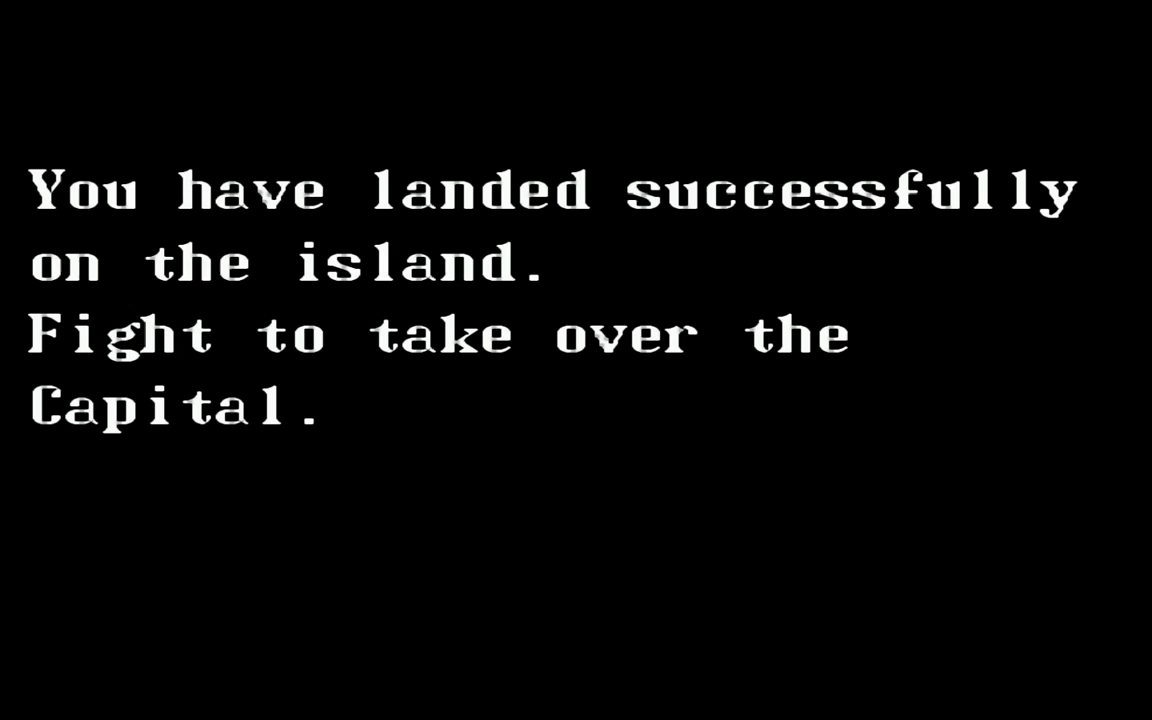 You have landed successfully
on the island.
Fight to take over the
Capital.